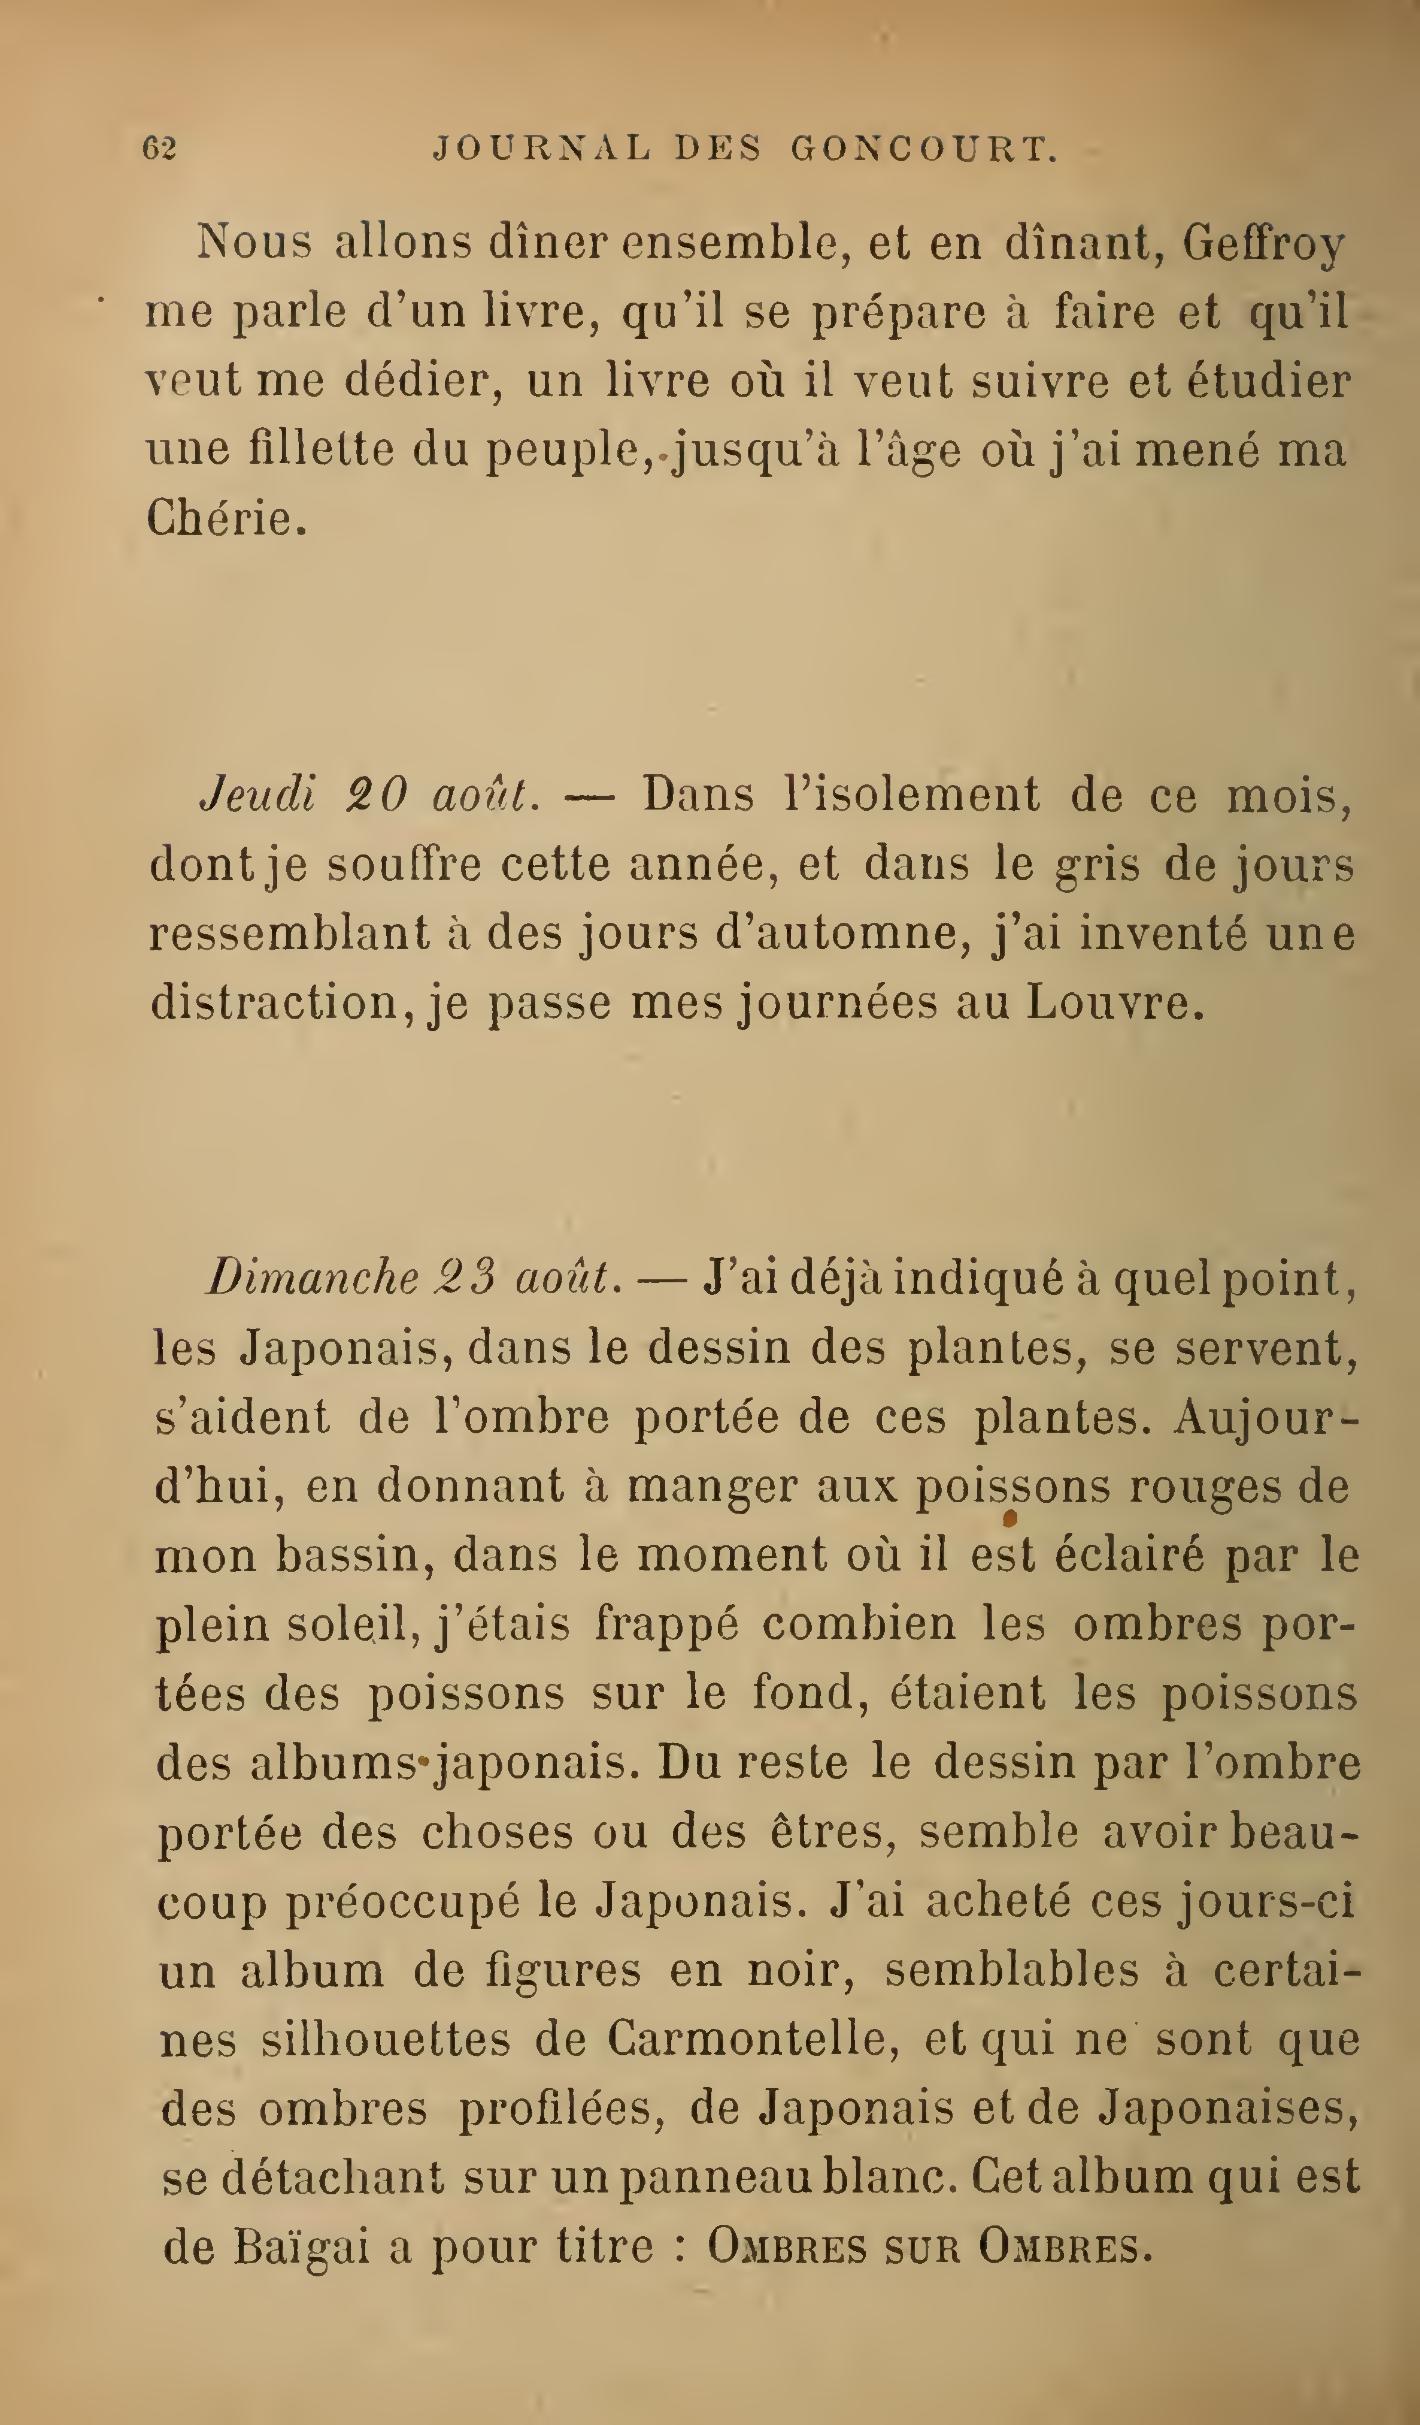 62 JOURNAL DES GONCOURT.
Nous allons dîner ensemble, et en dînant, Geffroy
me parle d'un livre, qu'il se prépare à faire et qu'il
veut me dédier, un livre où il veut suivre et étudier
une fillette du peuple, jusqu'à l'âge où j'ai mené ma
Chérie.
Jeudi 20 août. — Dans l'isolement de ce mois,
dont je souffre cette année, et dans le gris de jours
ressemblant à des jours d'automne, j'ai inventé une
distraction, je passe mes journées au Louvre.
Dimanche 23 août. — J'ai déjà indiqué à quel point,
les Japonais, dans le dessin des plantes, se servent,
s'aident de l'ombre portée de ces plantes. Aujour-
d'hui, en donnant à manger aux poissons rouges de
mon bassin, dans le moment où il est éclairé par le
plein soleil, j'étais frappé combien les ombres por-
tées des poissons sur le fond, étaient les poissons
des albums japonais. Du reste le dessin par l'ombre
portée des choses ou des êtres, semble avoir beau-
coup préoccupé le Japonais. J'ai acheté ces jours-ci
un album de figures en noir, semblables à certai-
nes silhouettes de Carmontelle, et qui ne sont que
des ombres profilées, de Japonais et de Japonaises,
se détachant sur un panneau blanc. Cet album qui est
de Baïgai a pour titre : OMBRES SUR OMBRES.